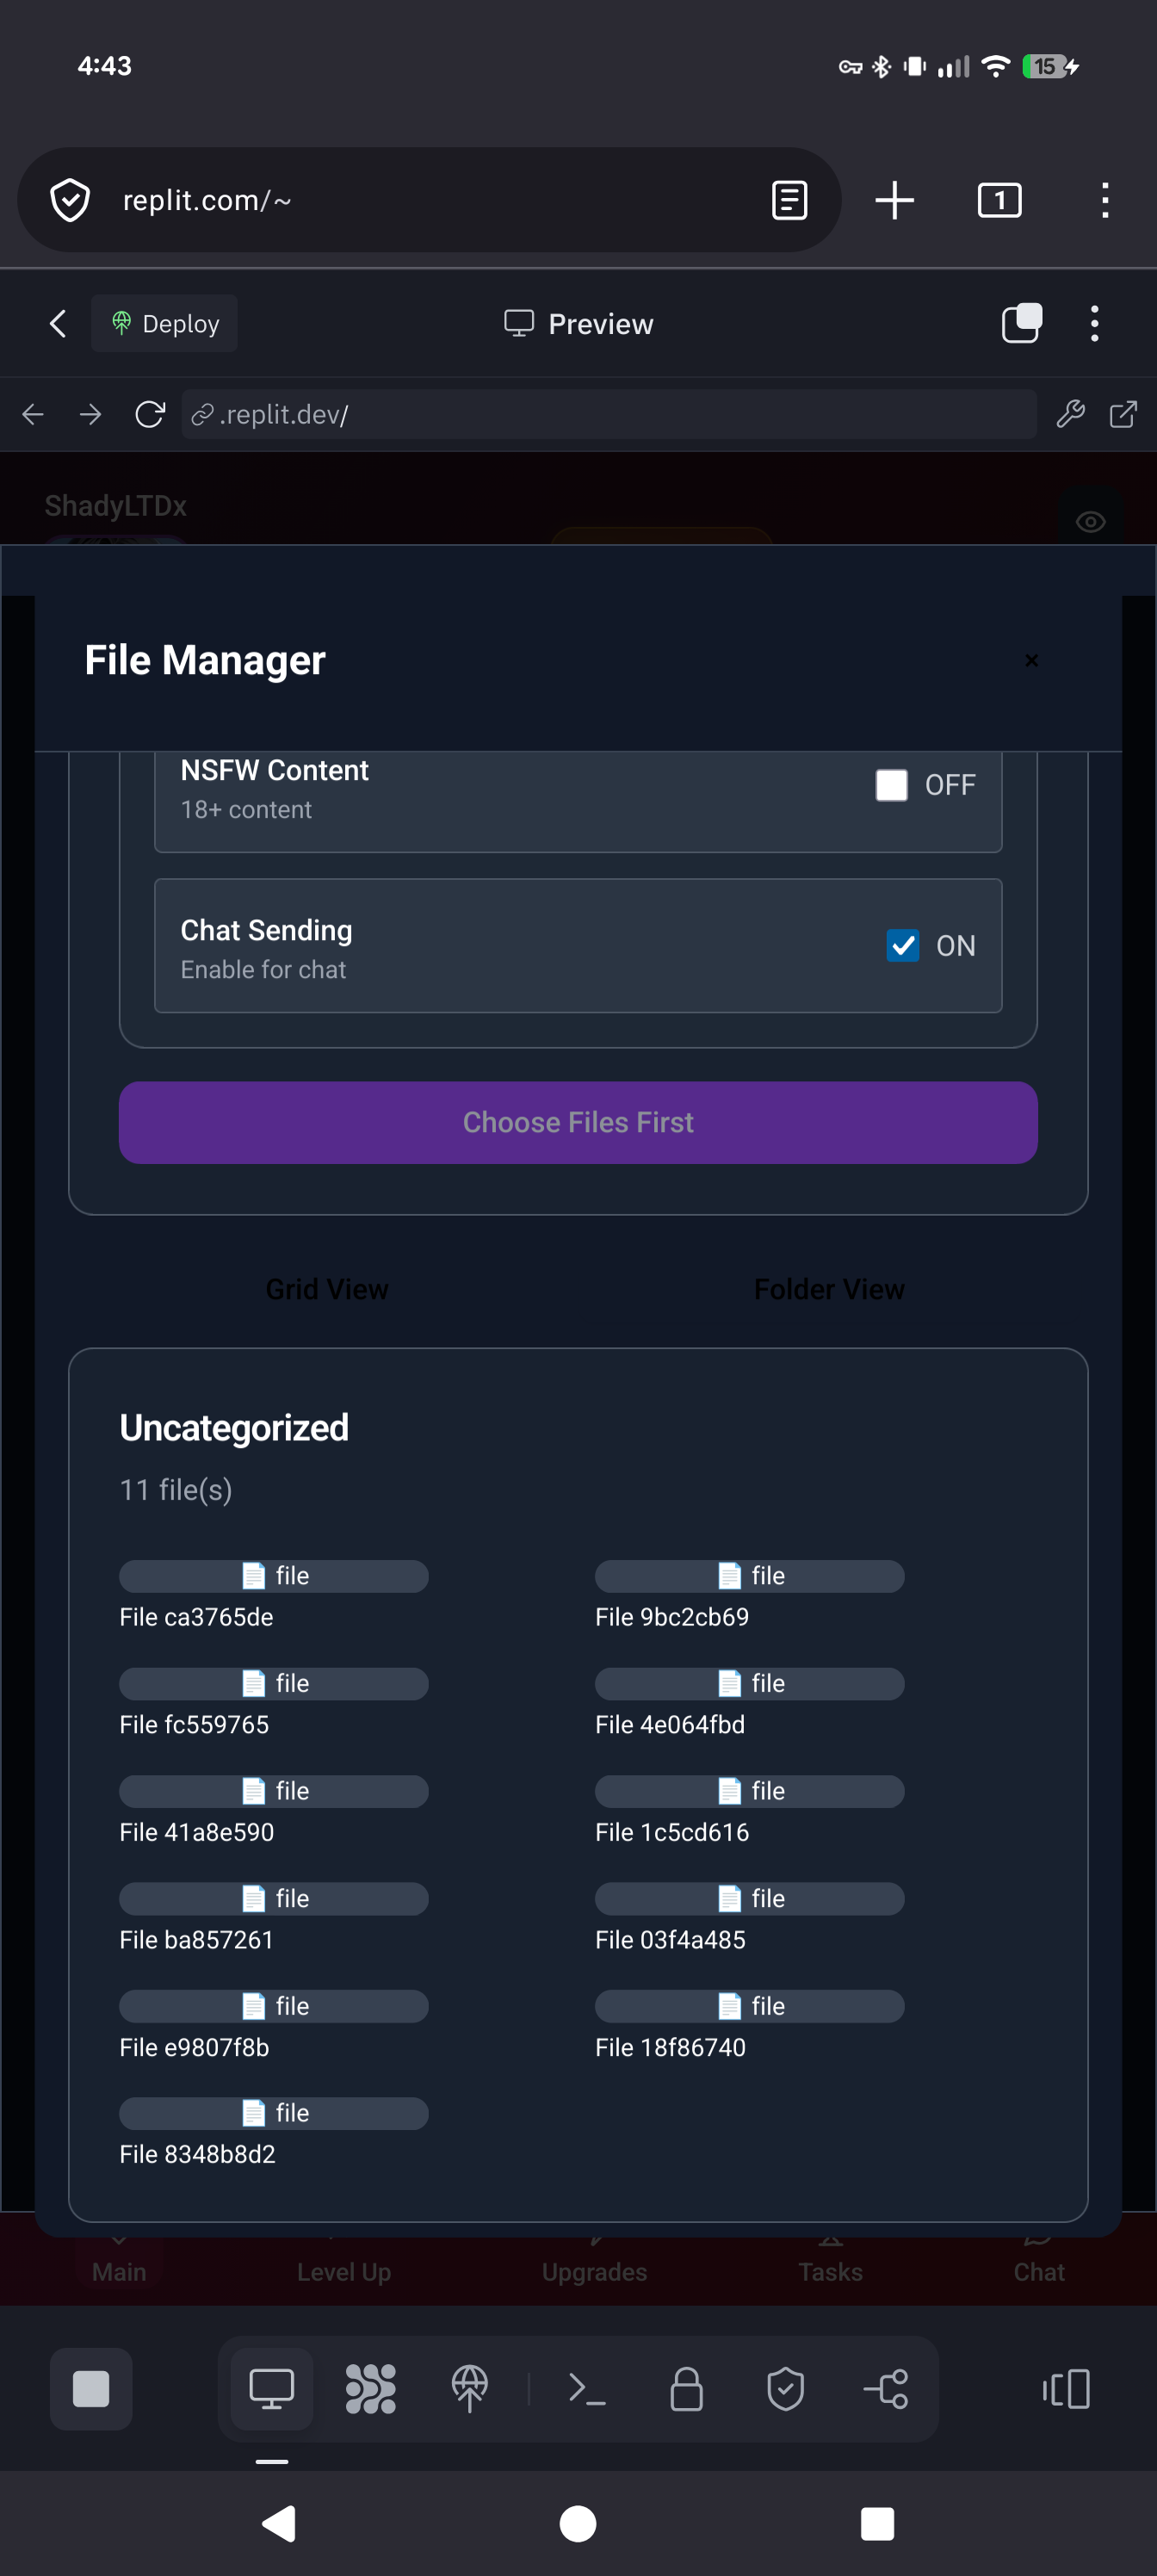 4:43
15
replit.com/~
1
Deploy
Preview
.replit.dev/
ShadyLTDx
File Manager
×
NSFW Content
18+ content
OFF
Chat Sending
Enable for chat
ON
Choose Files First
Grid View
Folder View
Uncategorized
11 file(s)
file
file
File ca3765de
File 9bc2cb69
file
file
File fc559765
File 4e064fbd
file
file
File 41a8e590
File 1c5cd616
file
file
File ba857261
File 03f4a485
file
file
File e9807f8b
File 18f86740
file
File 8348b8d2
Main
Level Up
Upgrades
Tasks
Chat